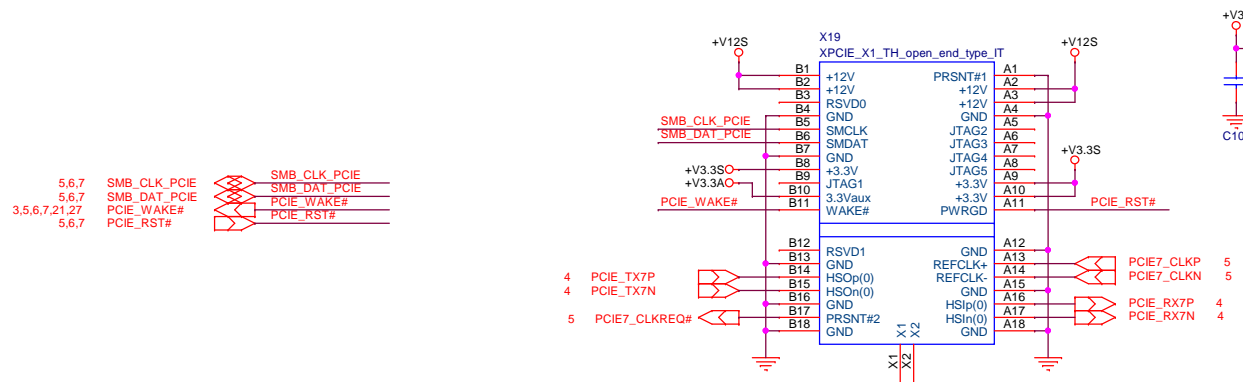 +V3
X19
XPCIE_X1_TH_open_end_type_IT
+V12S
+V12S
B1 +12V PRSNT#1 A1
B2 +12V +12V A2
B3 RSVD0 +12V A3
B4 GND GND A4
SMB_CLK_PCIE B5 SMCLK JTAG2 A5
SMB_DAT_PCIE B6 SMDAT JTAG3 A6
B7 GND JTAG4 A7
+V3.3S B8 +3.3V JTAG5 A8
+V3.3S
+V3.3A B9 JTAG1 +3.3V A9
B10 3.3Vaux +3.3V A10
PCIE_WAKE# B11 WAKE# PWRGD A11 PCIE_RST#
C10
5,6,7 SMB_CLK_PCIE SMB_CLK_PCIE
5,6,7 SMB_DAT_PCIE SMB_DAT_PCIE
3,5,6,7,21,27 PCIE_WAKE# PCIE_WAKE#
5,6,7 PCIE_RST# PCIE_RST#
B12 RSVD1 GND A12
B13 GND REFCLK+ A13 PCIE7_CLKP 5
4 PCIE_TX7P B14 HSOp(0) REFCLK- A14 PCIE7_CLKN 5
4 PCIE_TX7N B15 HSOn(0) GND A15
B16 GND HSIp(0) A16 PCIE_RX7P 4
5 PCIE7_CLKREQ# B17 PRSNT#2 HSIn(0) A17 PCIE_RX7N 4
B18 GND GND A18
X1 X2
X1 X2